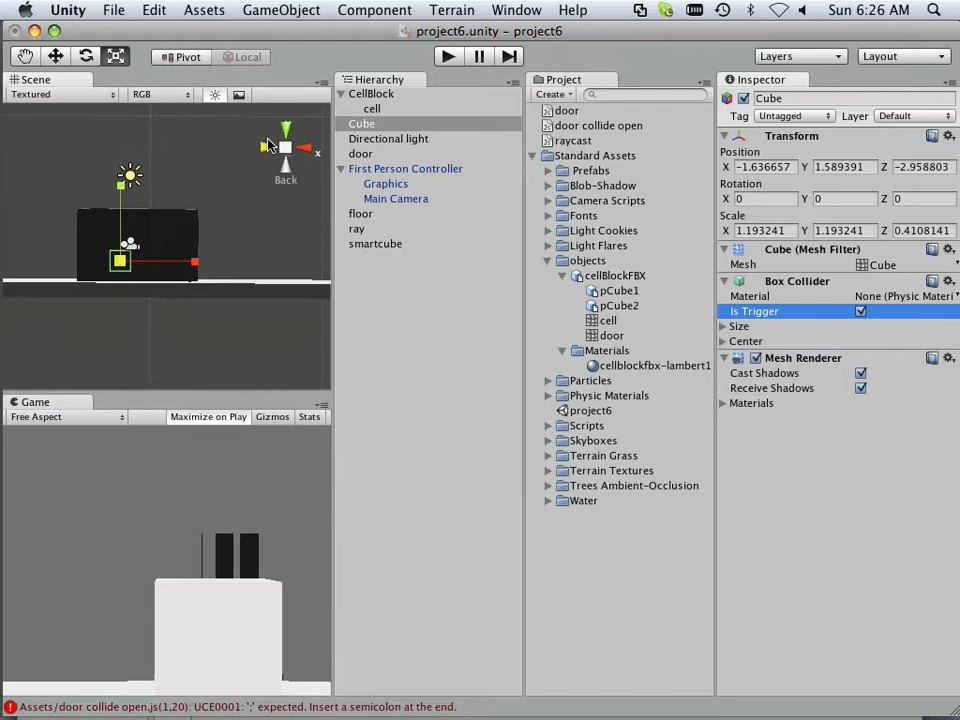 Unity File Edit Assets GameObject Component Terrain Window Help Sun 6:26 AM
project6.unity - project6
Pivot Local Layers Layout
Scene
Textured RGB
x
Back
Game
Free Aspect Maximize on Play Gizmos Stats
Hierarchy
CellBlock
cell
Cube
Directional light
door
First Person Controller
Graphics
Main Camera
floor
ray
smartcube
Project
Create
door
door collide open
raycast
Standard Assets
Prefabs
Blob-Shadow
Camera Scripts
Fonts
Light Cookies
Light Flares
objects
cellBlockFBX
pCube1
pCube2
cell
door
Materials
cellblockfbx-lambert1
Particles
Physic Materials
project6
Scripts
Skyboxes
Terrain Grass
Terrain Textures
Trees Ambient-Occlusion
Water
Inspector
Cube
Tag Untagged Layer Default
Transform
Position
X -1.636657 Y 1.589391 Z -2.958803
Rotation
X 0 Y 0 Z 0
Scale
X 1.193241 Y 1.193241 Z 0.4108141
Cube (Mesh Filter)
Mesh Cube
Box Collider
Material None (Physic Materi
Is Trigger
Size
Center
Mesh Renderer
Cast Shadows
Receive Shadows
Materials
Assets/door collide open.js(1,20): UCE0001: ';' expected. Insert a semicolon at the end.